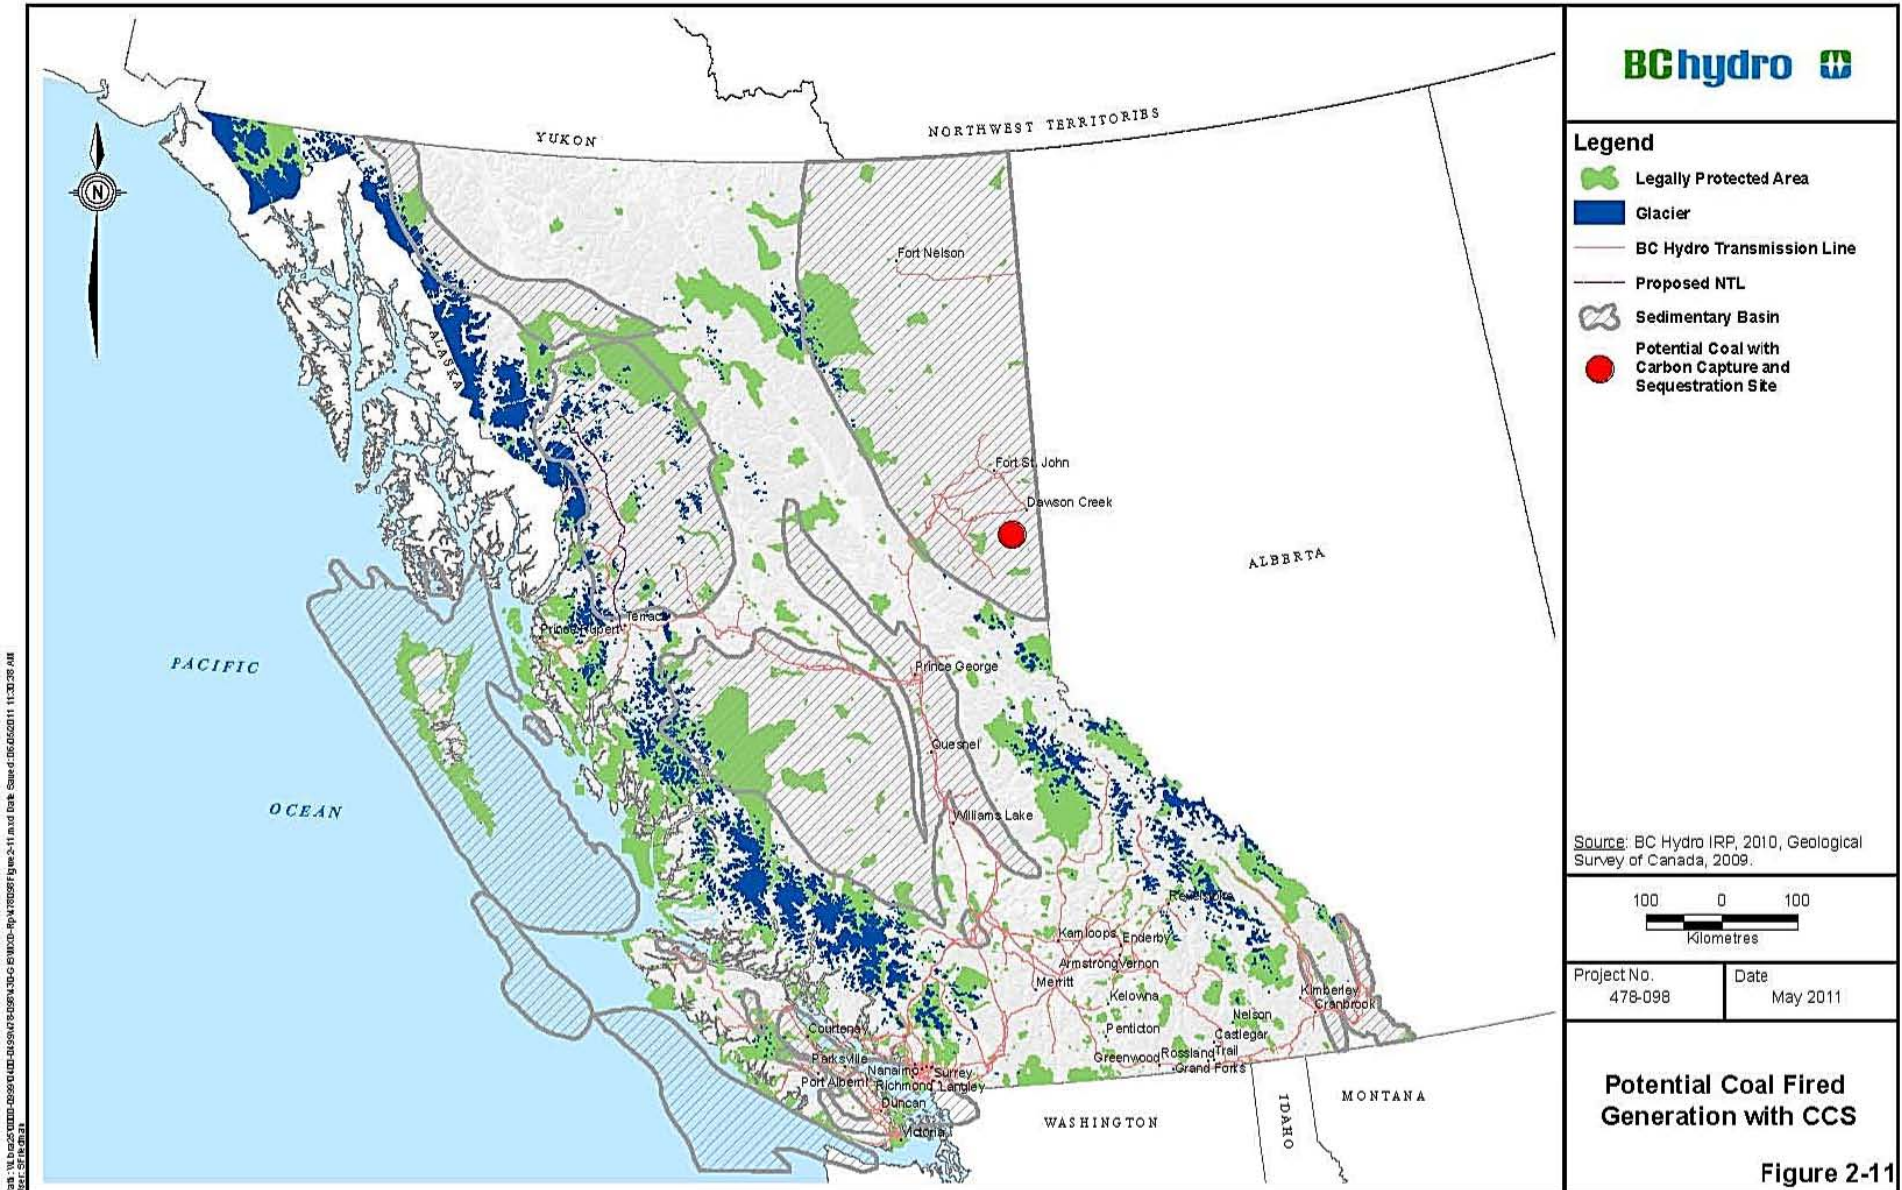 BChydro
Legend
Legally Protected Area
Glacier
BC Hydro Transmission Line
Proposed NTL
Sedimentary Basin
Potential Coal with
Carbon Capture and
Sequestration Site
Source: BC Hydro IRP, 2010, Geological
Survey of Canada, 2009.
100 0 100
Kilometres
Project No.
478-098
Date
May 2011
Potential Coal Fired
Generation with CCS
Figure 2-11
N
YUKON
NORTHWEST TERRITORIES
Fort Nelson
ALASKA
Fort St. John
Dawson Creek
ALBERTA
Terrace
Prince Rupert
PACIFIC
Prince George
Quesnel
OCEAN
Williams Lake
Revelstoke
Kamloops
Enderby
Armstrong
Vernon
Merritt
Kelowna
Kimberley
Cranbrook
Nelson
Penticton
Castlegar
Courtenay
Greenwood
Rossland
Trail
Grand Forks
Parksville
Nanaimo
Surrey
Port Alberni
Richmond
Langley
Duncan
Victoria
WASHINGTON
IDAHO
MONTANA